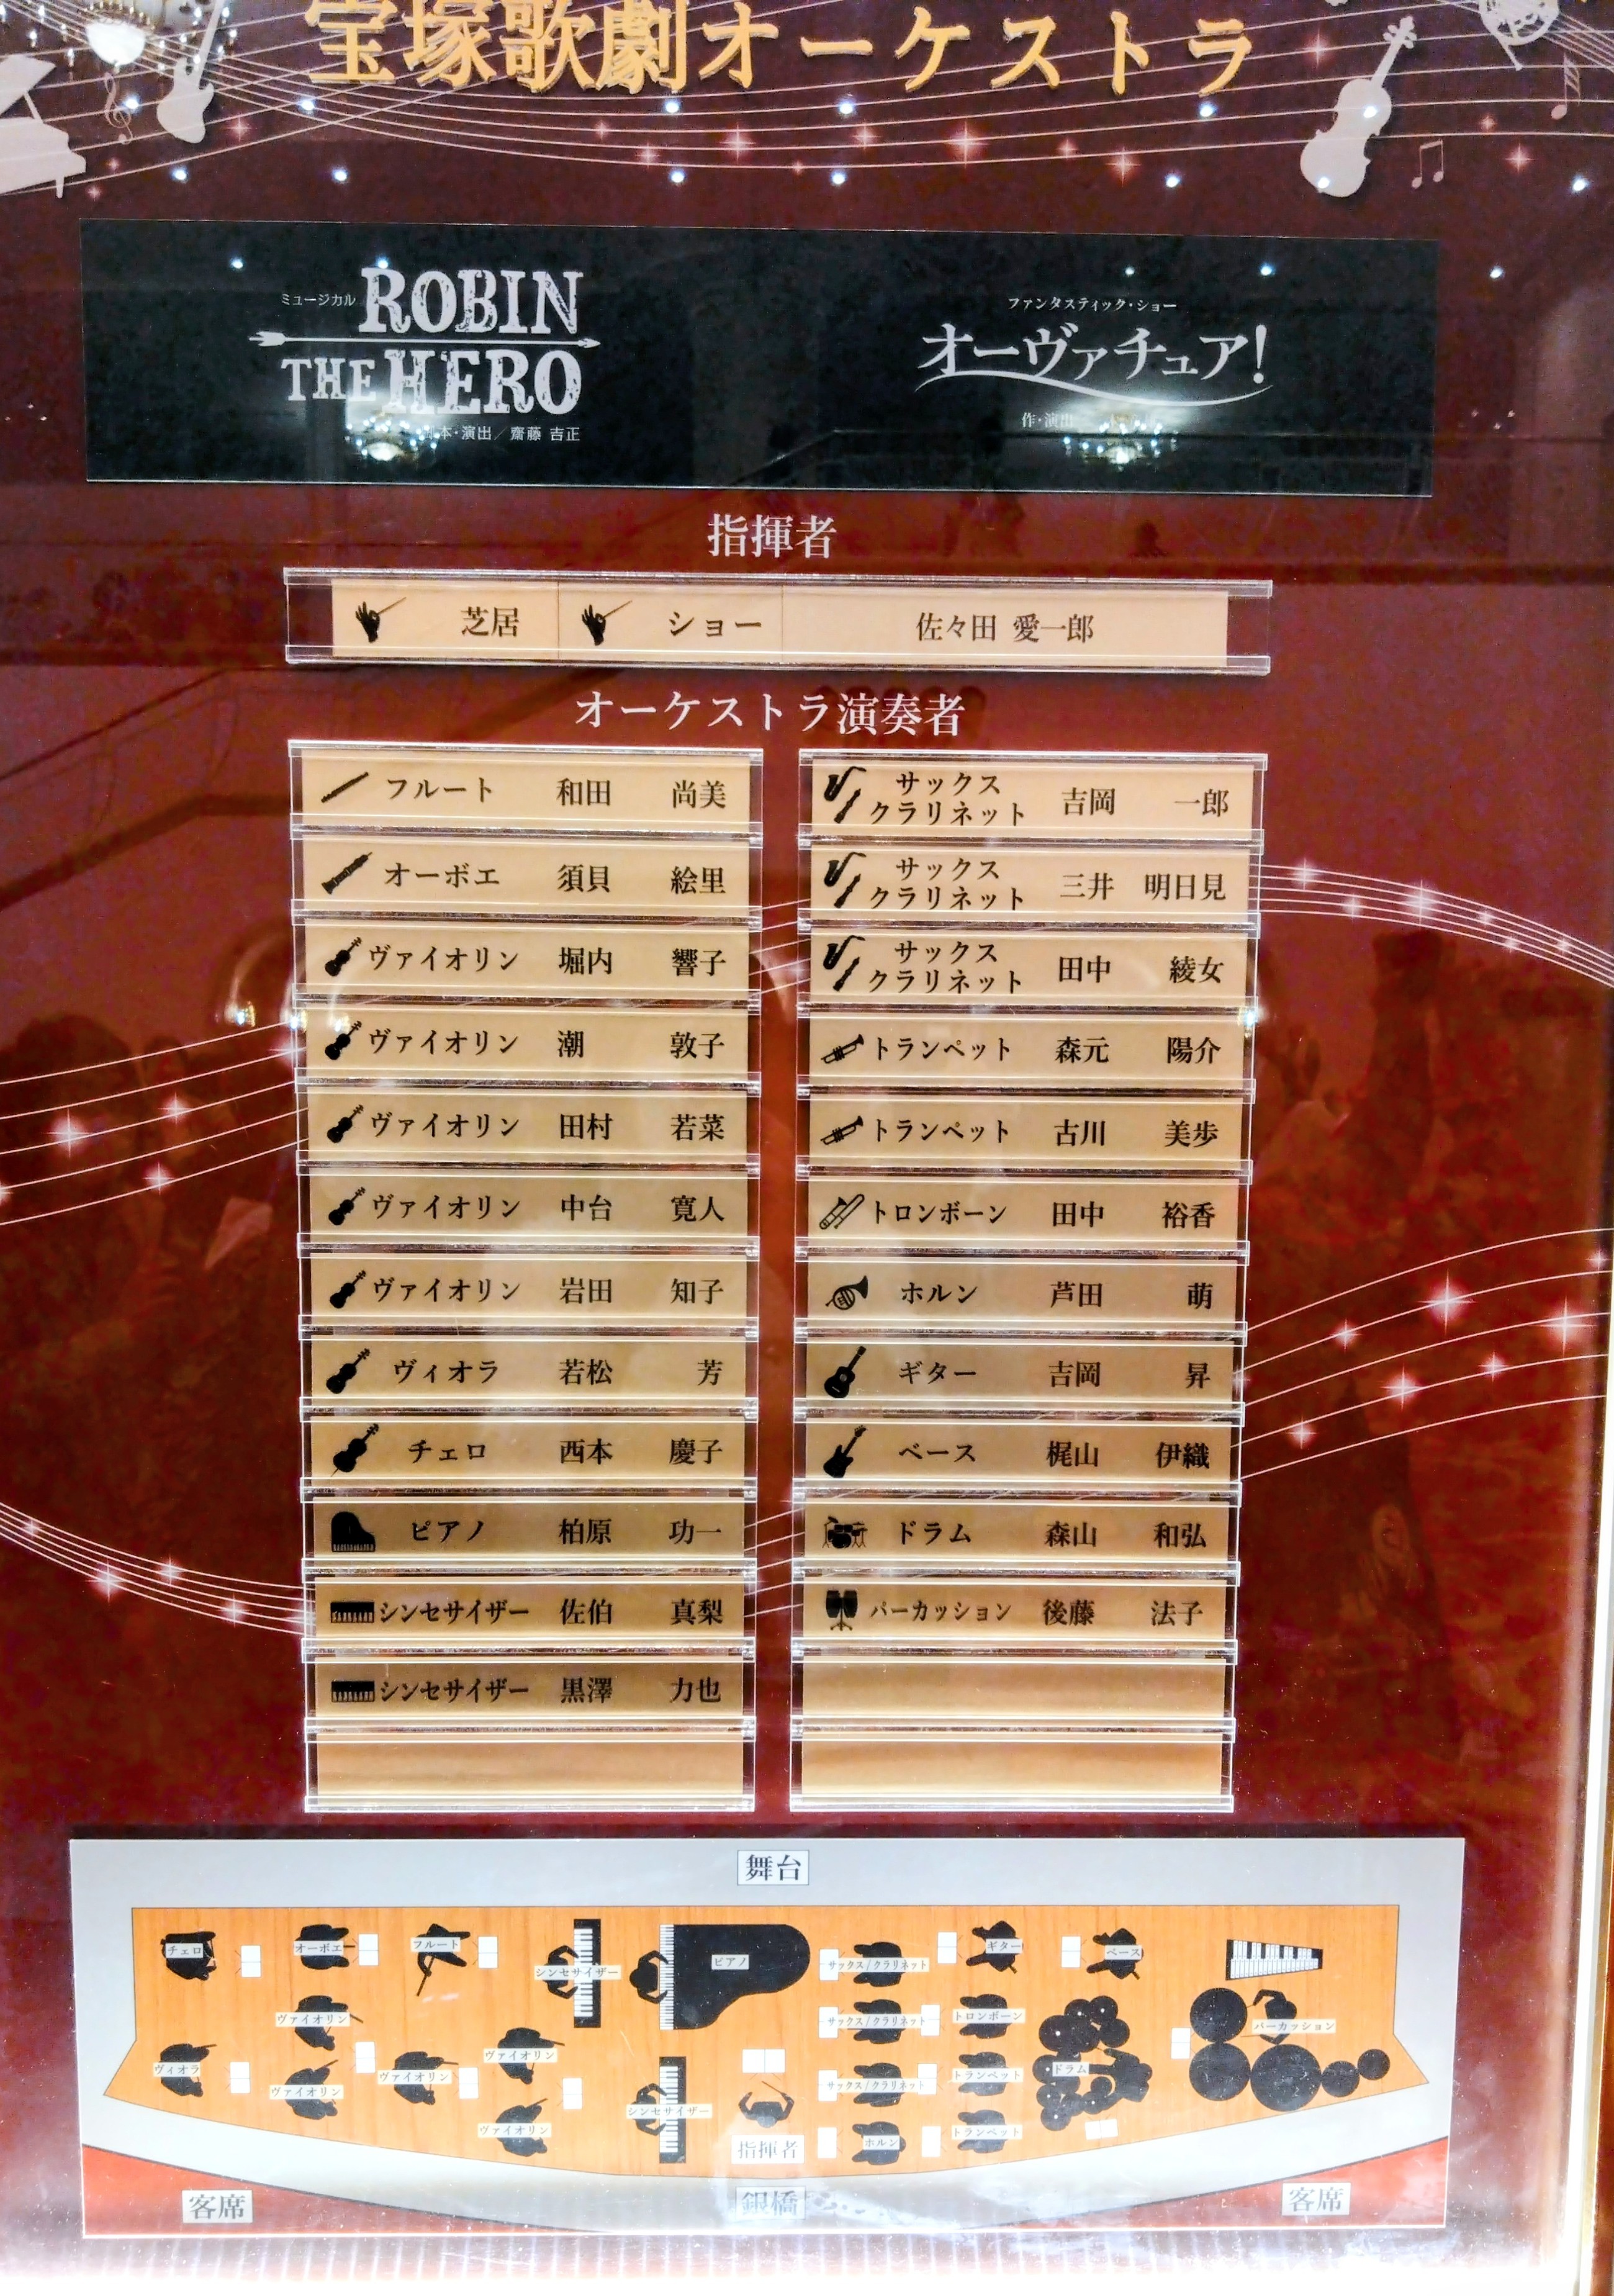 宝塚歌劇オーケストラ
ミュージカル
ROBIN
THE HERO
脚本・演出／齋藤 吉正
ファンタスティック・ショー
オーヴァチュア!
作・演出
指揮者
芝居 ショー 佐々田 愛一郎
オーケストラ演奏者
フルート 和田 尚美
オーボエ 須貝 絵里
ヴァイオリン 堀内 響子
ヴァイオリン 潮 敦子
ヴァイオリン 田村 若菜
ヴァイオリン 中台 寛人
ヴァイオリン 岩田 知子
ヴィオラ 若松 芳
チェロ 西本 慶子
ピアノ 柏原 功一
シンセサイザー 佐伯 真梨
シンセサイザー 黒澤 力也
サックス
クラリネット 吉岡 一郎
サックス
クラリネット 三井 明日見
サックス
クラリネット 田中 綾女
トランペット 森元 陽介
トランペット 古川 美歩
トロンボーン 田中 裕香
ホルン 芦田 萌
ギター 吉岡 昇
ベース 梶山 伊織
ドラム 森山 和弘
パーカッション 後藤 法子
舞台
チェロ オーボエ フルート シンセサイザー ピアノ サックス/クラリネット ギター ベース
ヴァイオリン サックス/クラリネット トロンボーン パーカッション
ヴィオラ ヴァイオリン ヴァイオリン ヴァイオリン サックス/クラリネット トランペット ドラム
ヴァイオリン シンセサイザー 指揮者 ホルン トランペット
客席 銀橋 客席